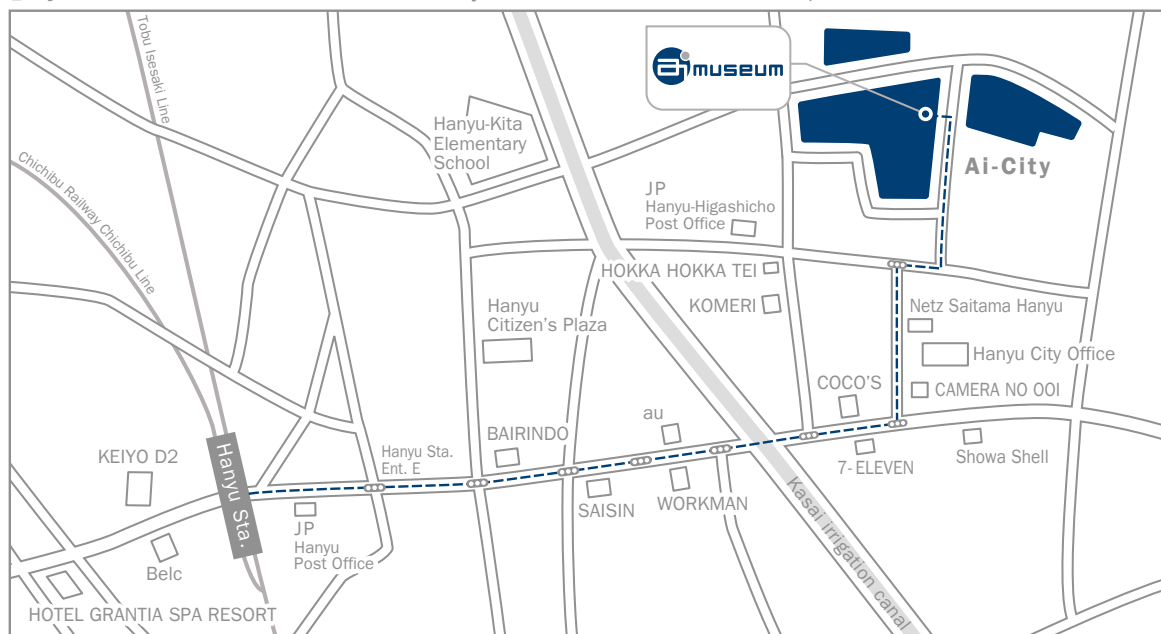 Tobu Isesaki Line
Chichibu Railway Chichibu Line
ai museum
Hanyu-Kita
Elementary
School
Ai-City
JP
Hanyu-Higashicho
Post Office
HOKKA HOKKA TEI
KOMERI
Netz Saitama Hanyu
Hanyu City Office
CAMERA NO OOI
Hanyu
Citizen's Plaza
COCO'S
au
BAIRINDO
Hanyu Sta.
Ent. E
KEIYO D2
Hanyu Sta.
7-ELEVEN
Showa Shell
SAISIN
WORKMAN
Kasai Irrigation canal
JP
Hanyu
Post Office
Belc
HOTEL GRANTIA SPA RESORT